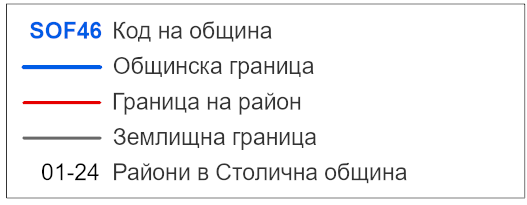 SOF46 Код на община
Общинска граница
Граница на район
Землищна граница
01-24 Райони в Столична община